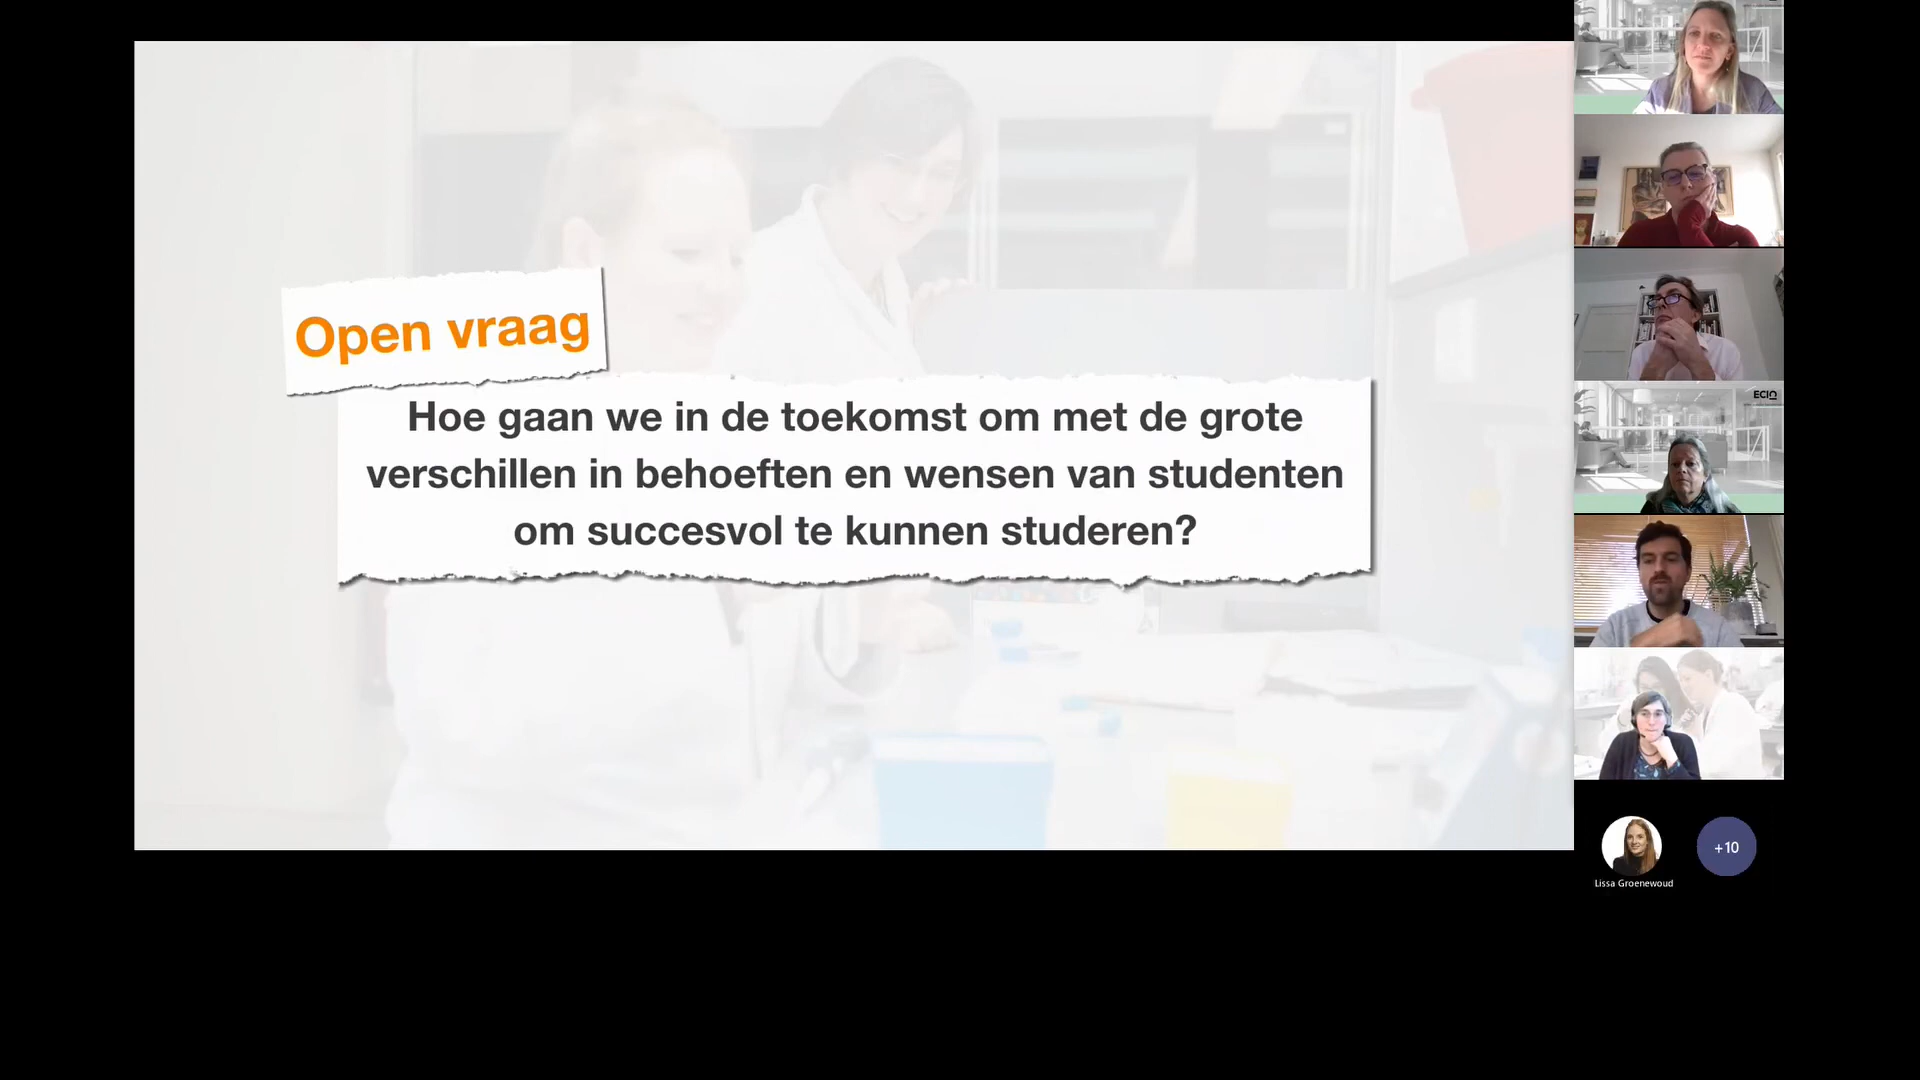 Open vraag
Hoe gaan we in de toekomst om met de grote
verschillen in behoeften en wensen van studenten
om succesvol te kunnen studeren?
ECIO
+10
Lissa Groenewoud